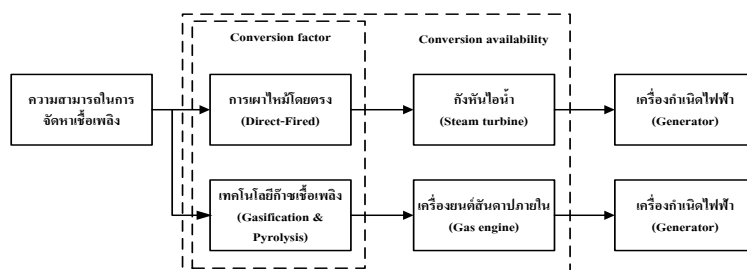 Conversion factor
Conversion availability
ความสามารถในการ
จัดหาเชื้อเพลิง
การเผาไหม้โดยตรง
(Direct-Fired)
กังหันไอน้ำ
(Steam turbine)
เครื่องกำเนิดไฟฟ้า
(Generator)
เทคโนโลยีก๊าซเชื้อเพลิง
(Gasification &
Pyrolysis)
เครื่องยนต์สันดาปภายใน
(Gas engine)
เครื่องกำเนิดไฟฟ้า
(Generator)